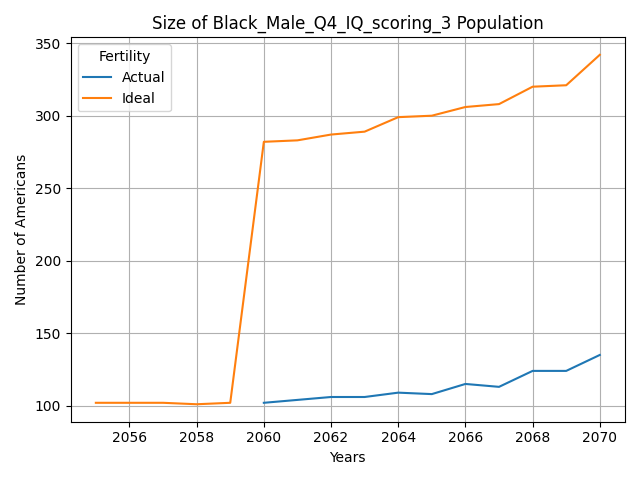 Size of Black_Male_Q4_IQ_scoring_3 Population
Fertility
Actual
Ideal
Number of Americans
350
300
250
200
150
100
2056 2058 2060 2062 2064 2066 2068 2070
Years